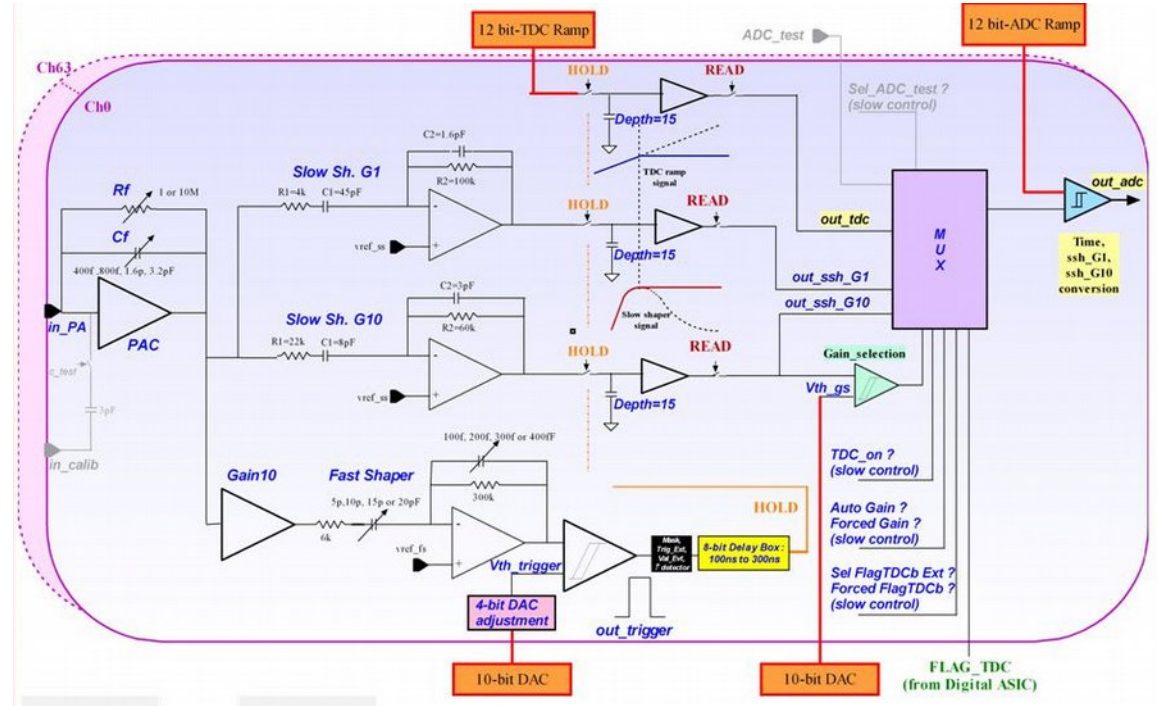 12 bit-TDC Ramp
12 bit-ADC Ramp
ADC_test
Ch63
Ch0
HOLD
READ
Sel_ADC_test ?
(slow control)
Depth=15
C2=1.6pF
Slow Sh. G1
R1=4k
C1=45pF
R2=100k
TDC ramp
signal
Rf
1 or 10M
Cf
400f ,800f, 1.6p, 3.2pF
vref_ss
HOLD
READ
Depth=15
out_tdc
M
U
X
out_adc
Time,
ssh_G1,
ssh_G10
conversion
out_ssh_G1
out_ssh_G10
in_PA
PAC
C2=3pF
Slow Sh. G10
R2=60k
R1=22k
C1=8pF
Slow shaper
signal
HOLD
READ
Gain_selection
Vth_gs
c_test
3pF
vref_ss
Depth=15
in_calib
100f, 200f, 300f or 400fF
Gain10
Fast Shaper
5p,10p, 15p or 20pF
300k
6k
vref_fs
HOLD
TDC_on ?
(slow control)
Auto Gain ?
Forced Gain ?
(slow control)
Mask,
Trig_Ext,
Val_Evt,
detector
8-bit Delay Box :
100ns to 300ns
Vth_trigger
Sel FlagTDCb Ext ?
Forced FlagTDCb ?
(slow control)
4-bit DAC
adjustment
out_trigger
10-bit DAC
10-bit DAC
FLAG_TDC
(from Digital ASIC)